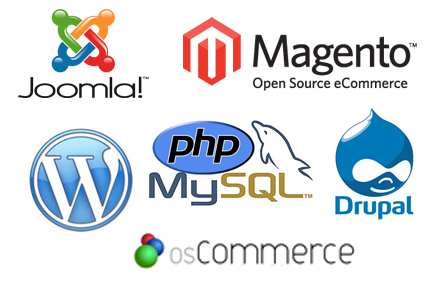 Joomla!™
Magento™
Open Source eCommerce
W
php
MySQL™
Drupal
osCommerce